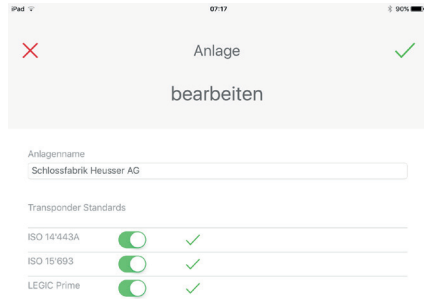 iPad 07:17 90%
Anlage
bearbeiten
Anlagenname
Schlossfabrik Heusser AG
Transponder Standards
ISO 14'443A
ISO 15'693
LEGIC Prime